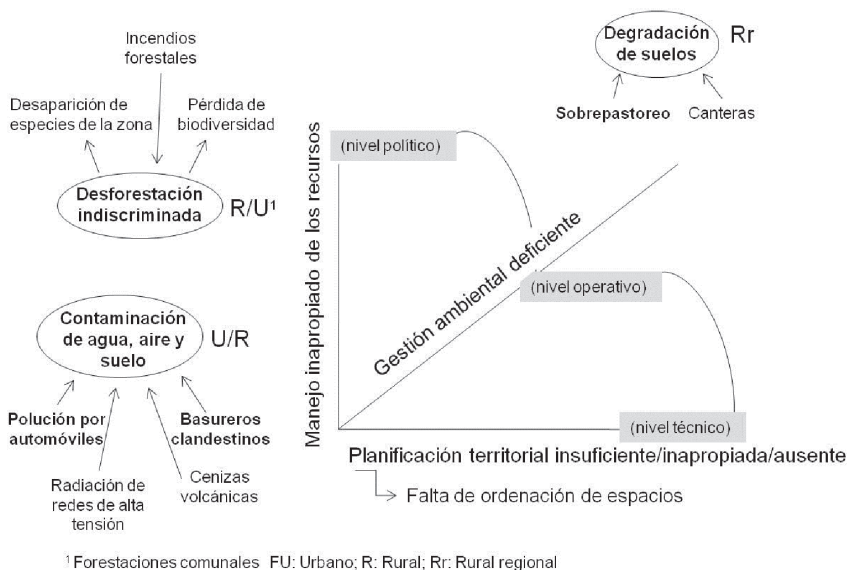 Incendios
forestales
Desaparición de
especies de la zona
Pérdida de
biodiversidad
Desforestación
indiscriminada
R/U¹
Contaminación
de agua, aire y
suelo
U/R
Polución por
automóviles
Basureros
clandestinos
Radiación de
redes de alta
tensión
Cenizas
volcánicas
Degradación
de suelos
Rr
Sobrepastoreo
Canteras
Manejo inapropiado de los recursos
(nivel político)
Gestión ambiental deficiente
(nivel operativo)
(nivel técnico)
Planificación territorial insuficiente/inapropiada/ausente
Falta de ordenación de espacios
¹ Forestaciones comunales FU: Urbano; R: Rural; Rr: Rural regional